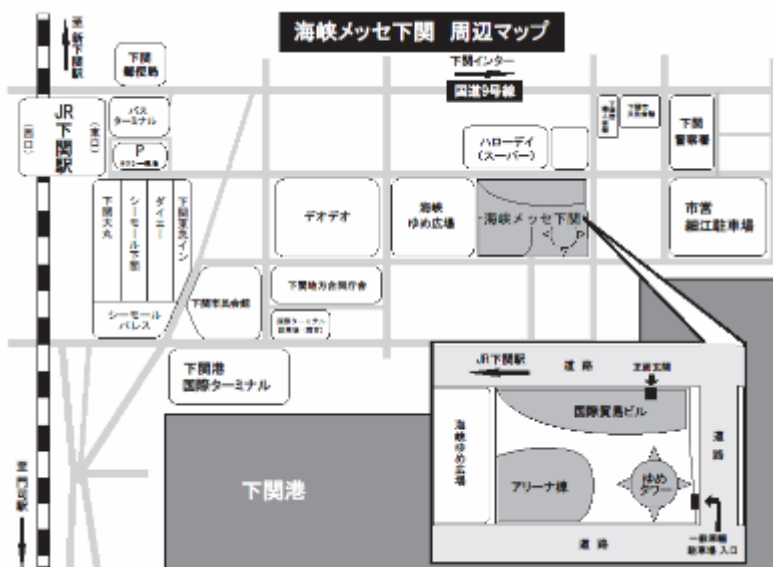 海峡メッセ下関 周辺マップ
至 新下関駅
下関
郵便局
下関インター
国道9号線
JR
下関駅
(西口)
(東口)
バス
ターミナル
P
ハローデイ
(スーパー)
下関
警察署
下関大丸
シーモール下関
ダイエー
下関東急イン
デオデオ
海峡
ゆめ広場
海峡メッセ下関
市営
細江駐車場
シーモール
パレス
下関市民会館
下関地方合同庁舎
下関港
国際ターミナル
下関港
至 門司駅
JR下関駅
道路
正面玄関
国際貿易ビル
海峡ゆめ広場
アリーナ棟
ゆめ
タワー
道路
道路
一般車輌
駐車場 入口